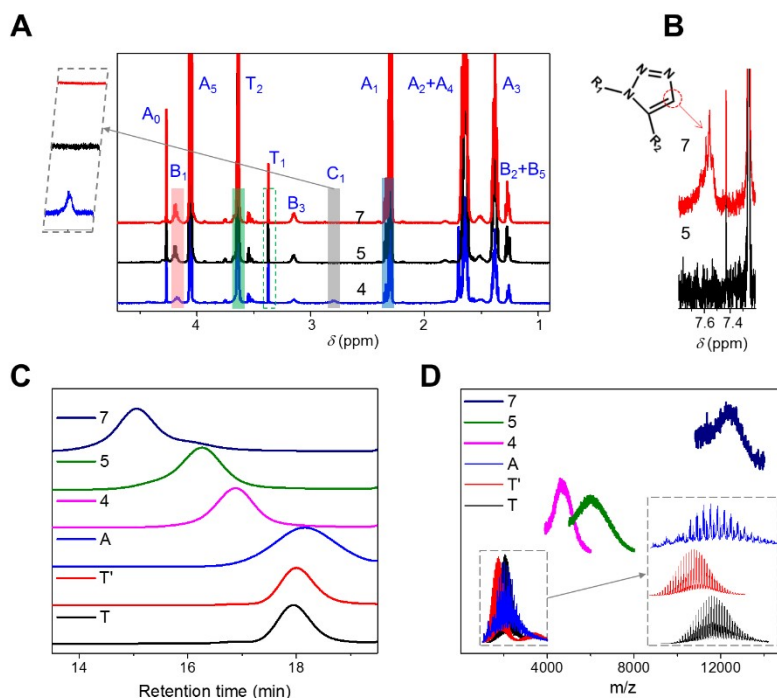 A
B
A₀
A₅
T₂
A₁
A₂+A₄
A₃
B₁
T₁
C₁
B₃
B₂+B₅
7
5
4
4
3
2
1
δ (ppm)
N
N
N
R₁
R₂
7
5
7.6
7.4
δ (ppm)
C
7
5
4
A
T'
T
14
16
18
Retention time (min)
D
7
5
4
A
T'
T
4000
8000
12000
m/z